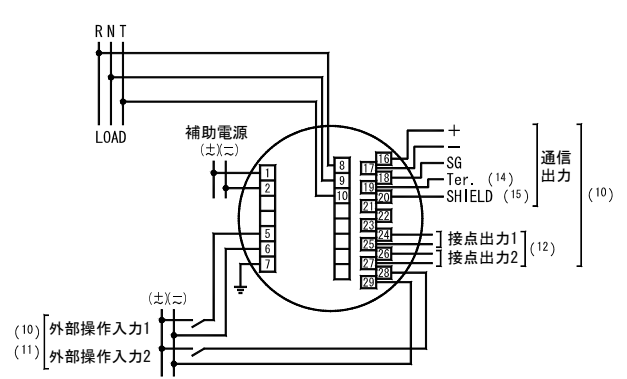 R N T
LOAD
補助電源
(±)(∓)
1
2
5
6
7
8
9
10
16
17
18
19
20
21
22
23
24
25
26
27
28
29
+
−
SG
Ter. (14)
SHIELD (15)
通信
出力
(10)
接点出力1
接点出力2
(12)
(±)(∓)
(10)
(11)
外部操作入力1
外部操作入力2